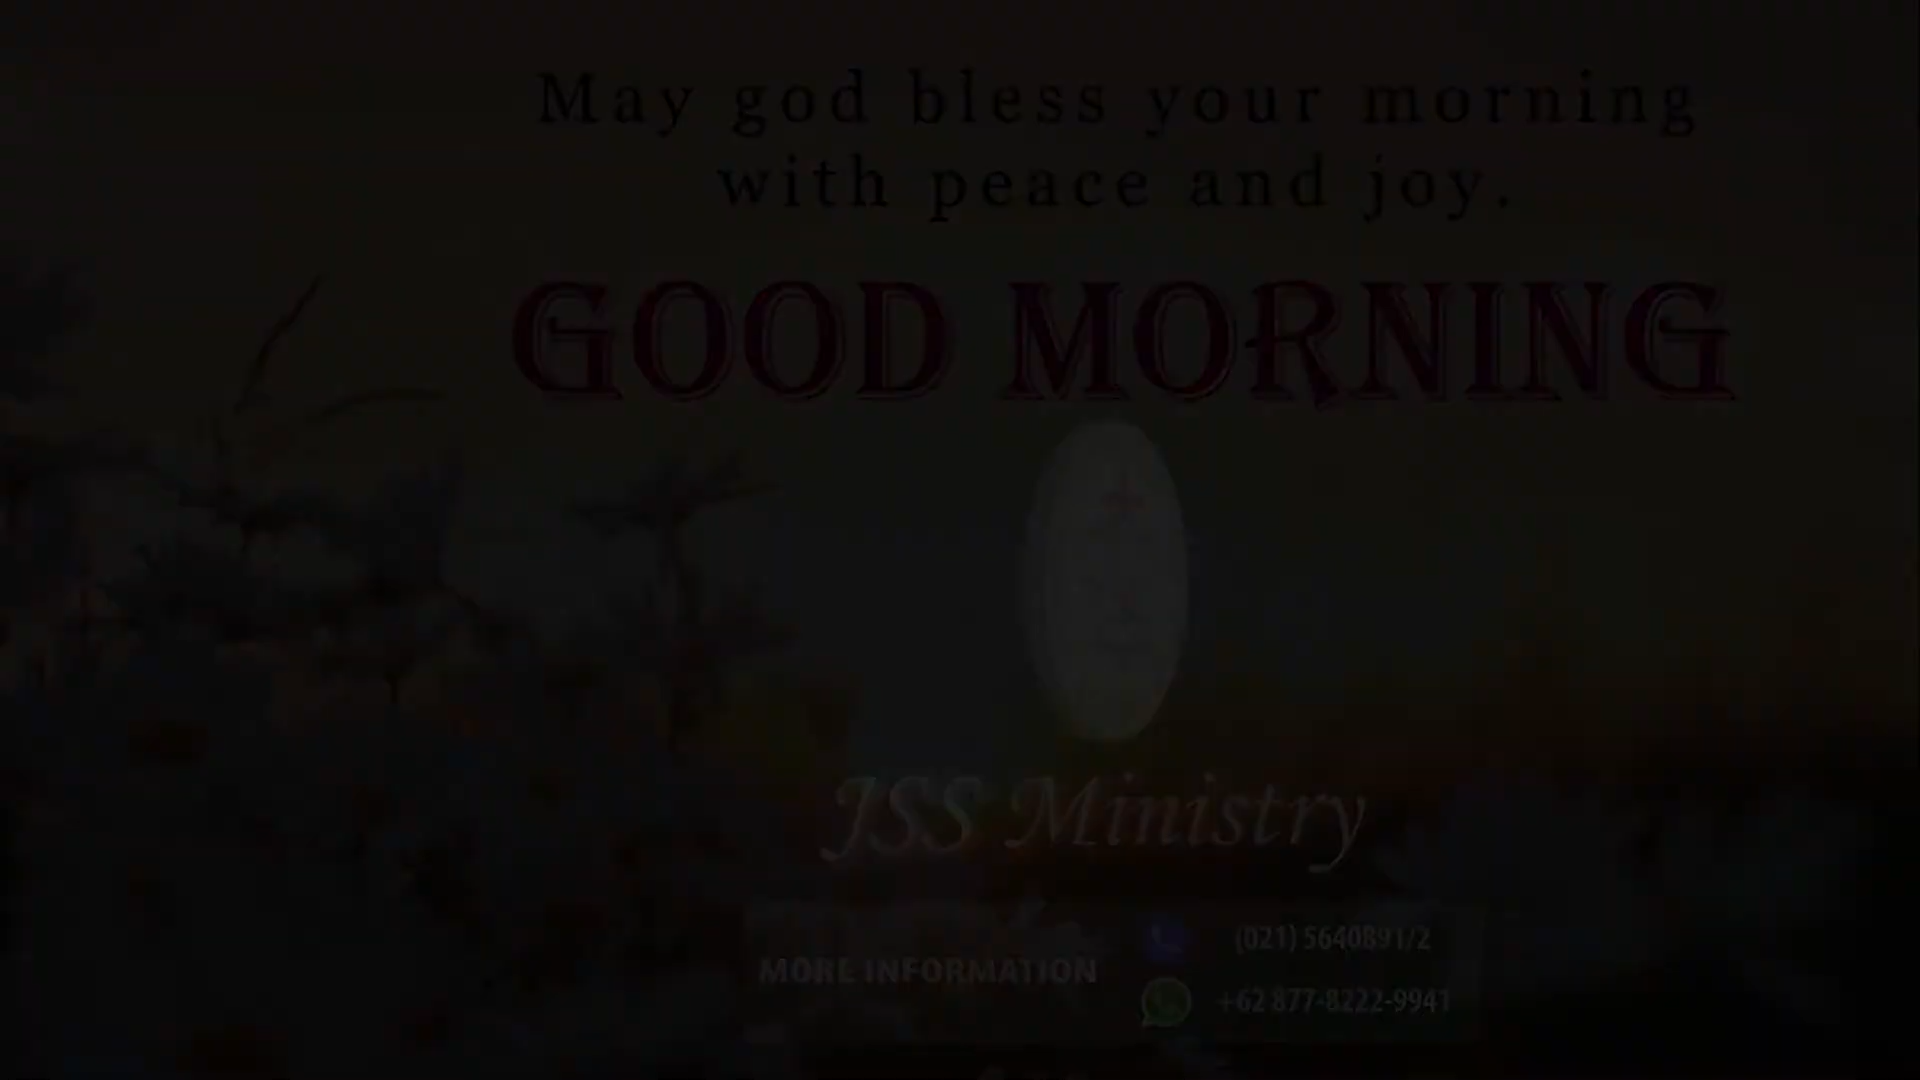 May god bless your morning
with peace and joy.
GOOD MORNING
JSS Ministry
MORE INFORMATION
(021) 5640891/2
+62 877-8222-9941